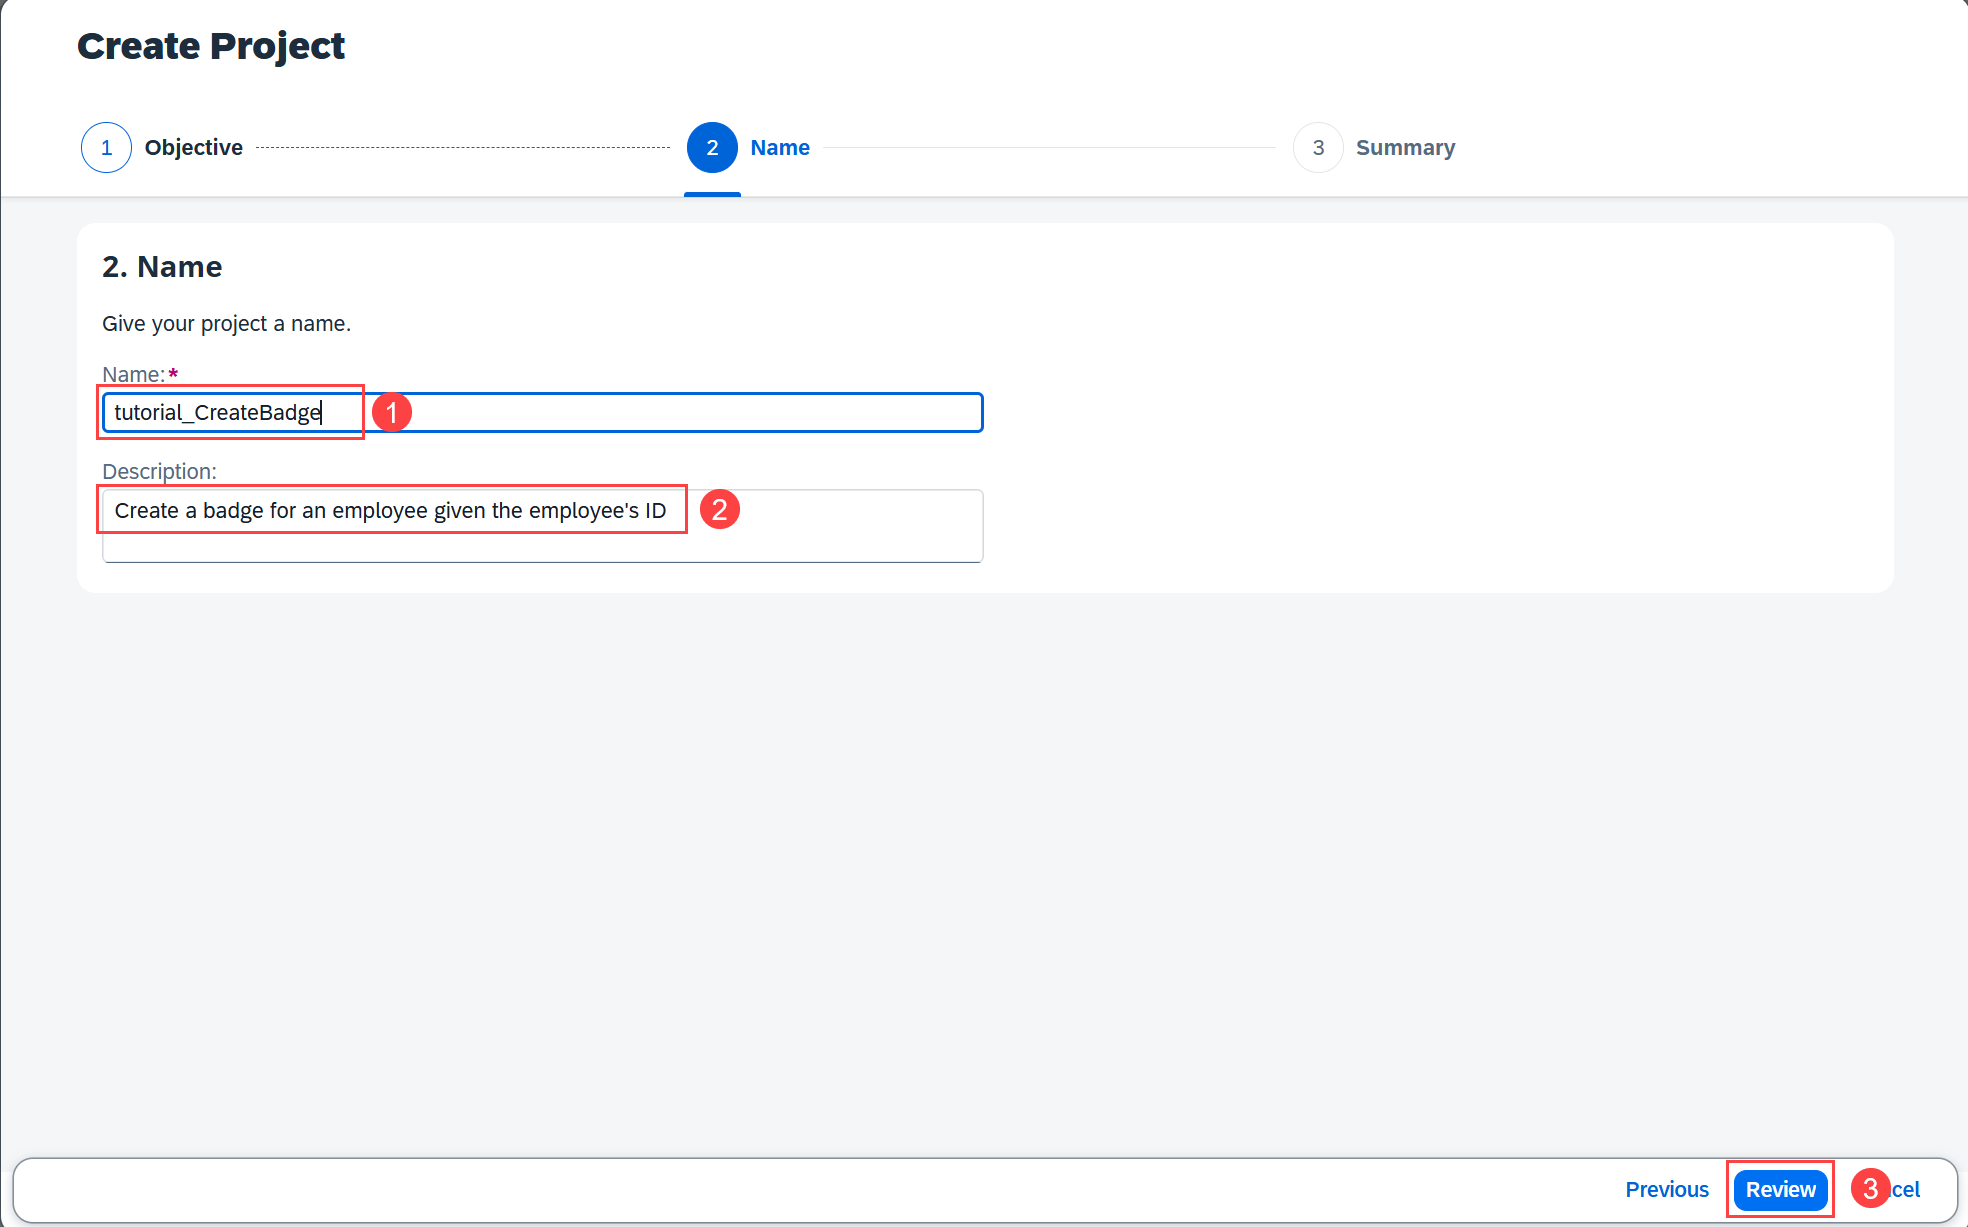 Create Project
1 Objective 2 Name 3 Summary
2. Name
Give your project a name.
Name:*
tutorial_CreateBadge 1
Description:
Create a badge for an employee given the employee's ID 2
Previous Review 3 cel